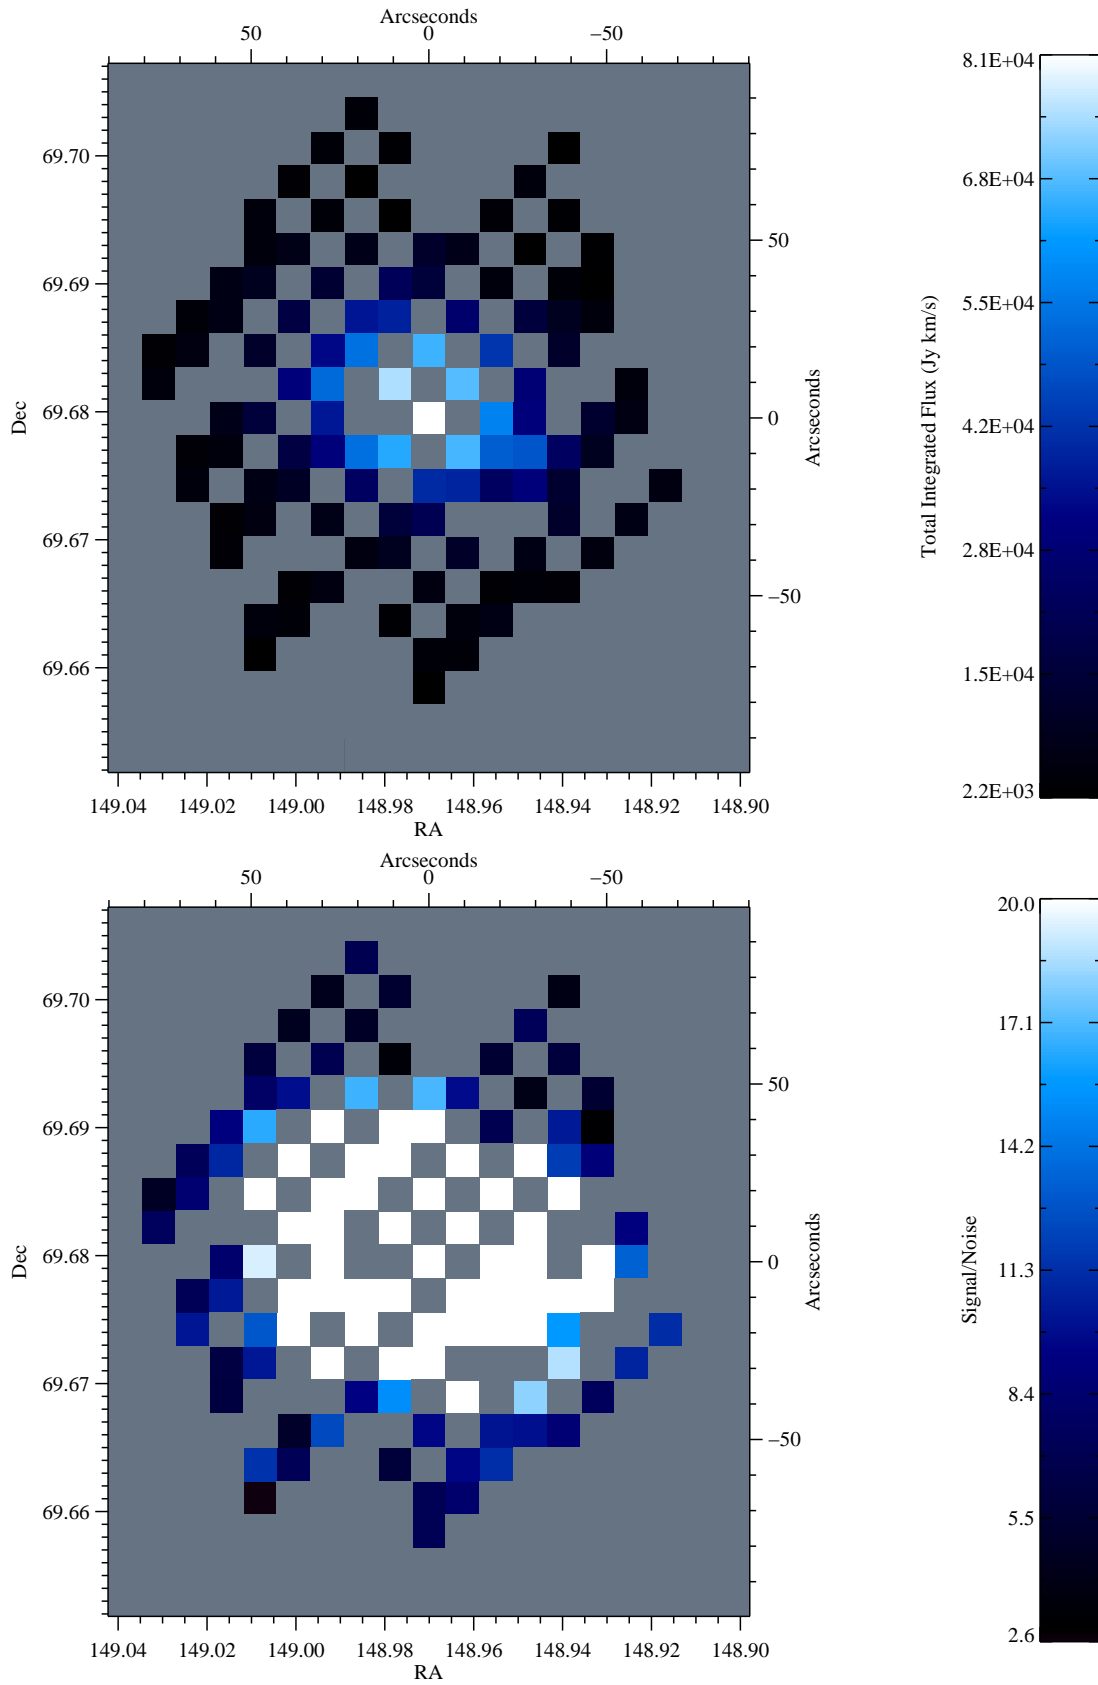 Arcseconds
50 0 −50
69.70
69.69
69.68
69.67
69.66
Dec
50
0
−50
Arcseconds
149.04 149.02 149.00 148.98 148.96 148.94 148.92 148.90
RA
8.1E+04
6.8E+04
5.5E+04
4.2E+04
2.8E+04
1.5E+04
2.2E+03
Total Integrated Flux (Jy km/s)
Arcseconds
50 0 −50
69.70
69.69
69.68
69.67
69.66
Dec
50
0
−50
Arcseconds
149.04 149.02 149.00 148.98 148.96 148.94 148.92 148.90
RA
20.0
17.1
14.2
11.3
8.4
5.5
2.6
Signal/Noise